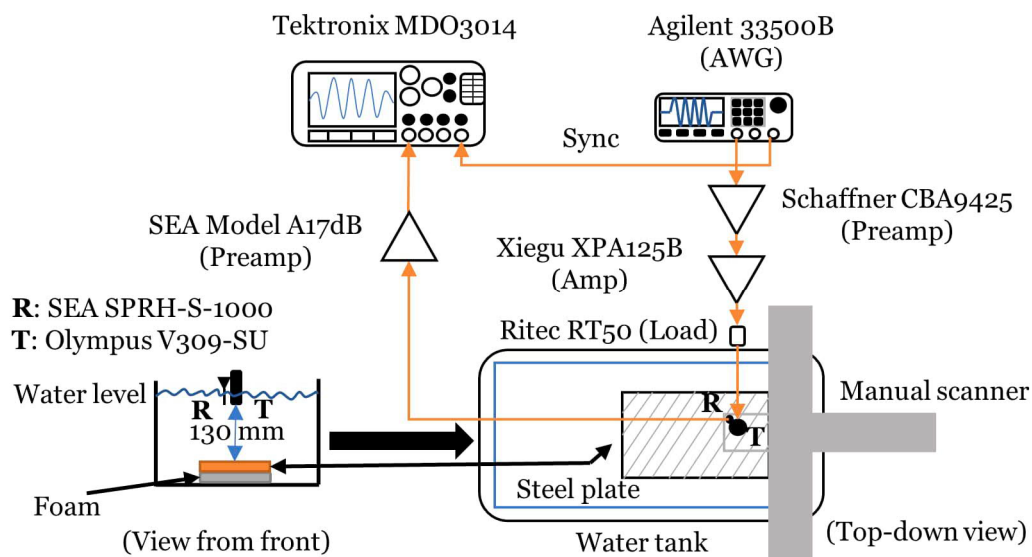 Tektronix MDO3014
Agilent 33500B
(AWG)
Sync
Schaffner CBA9425
(Preamp)
SEA Model A17dB
(Preamp)
Xiegu XPA125B
(Amp)
R: SEA SPRH-S-1000
T: Olympus V309-SU
Ritec RT50 (Load)
Water level
R T
130 mm
Manual scanner
R
T
Foam
Steel plate
(View from front)
Water tank
(Top-down view)